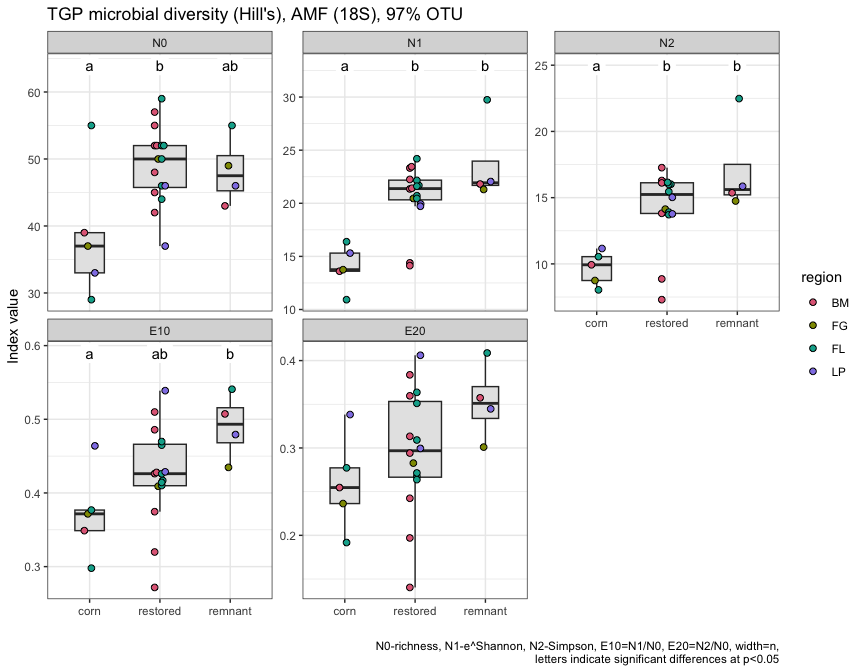 TGP microbial diversity (Hill's), AMF (18S), 97% OTU
N0
N1
N2
a b ab
a b b
a b b
60
50
40
30
30
25
20
15
10
25
20
15
10
corn restored remnant
E10
E20
a ab b
0.6
0.5
0.4
0.3
0.4
0.3
0.2
corn restored remnant
corn restored remnant
Index value
region
BM
FG
FL
LP
N0-richness, N1-e^Shannon, N2-Simpson, E10=N1/N0, E20=N2/N0, width=n,
letters indicate significant differences at p<0.05